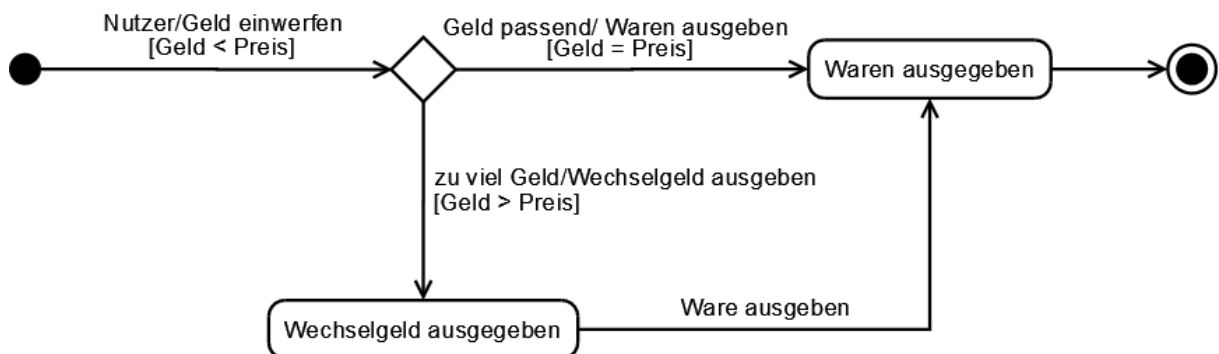 Nutzer/Geld einwerfen
[Geld < Preis]
Geld passend/ Waren ausgeben
[Geld = Preis]
Waren ausgegeben
zu viel Geld/Wechselgeld ausgeben
[Geld > Preis]
Ware ausgeben
Wechselgeld ausgegeben